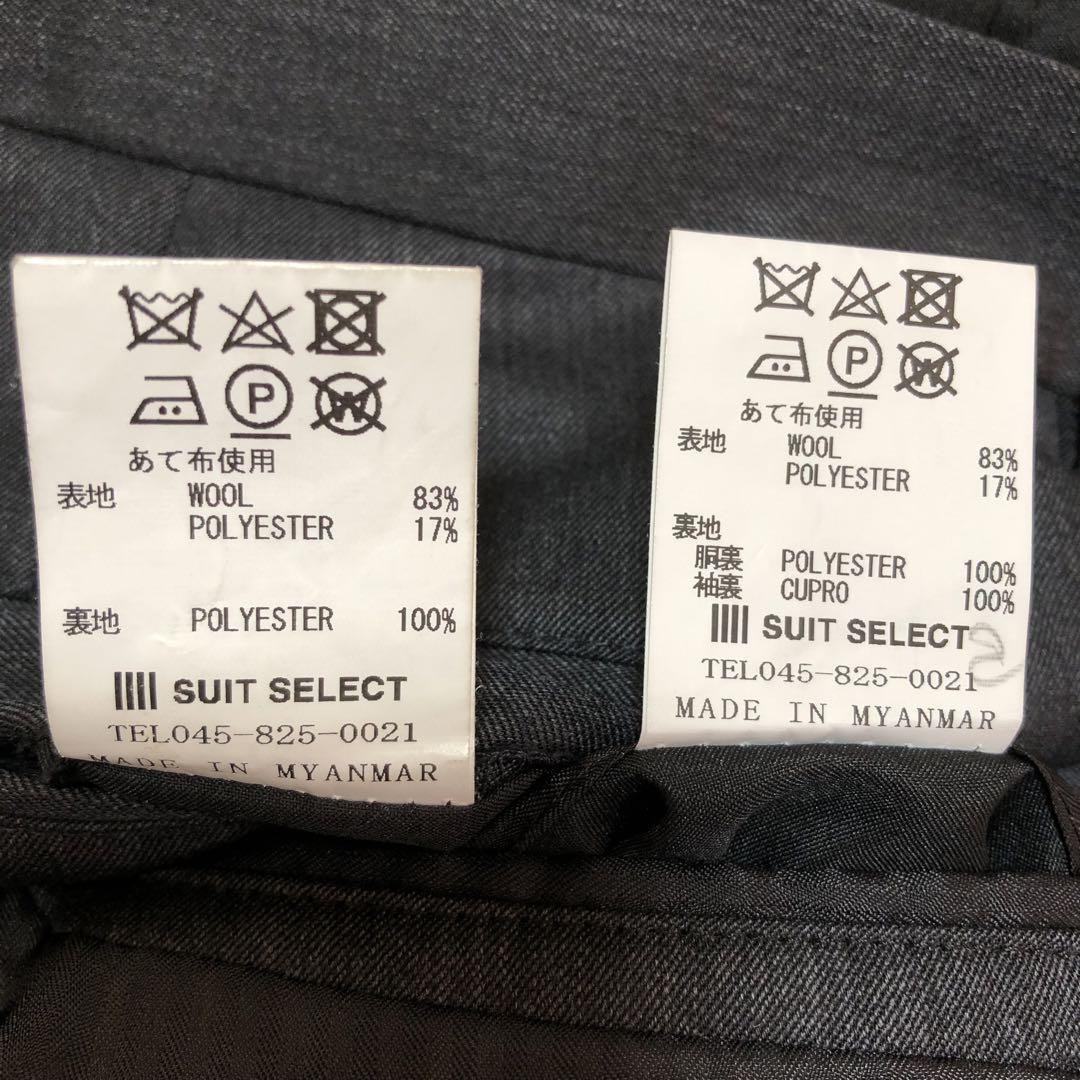 あて布使用
表地 WOOL 83%
POLYESTER 17%
裏地 POLYESTER 100%
SUIT SELECT
TEL045-825-0021
MADE IN MYANMAR
あて布使用
表地 WOOL 83%
POLYESTER 17%
裏地
胴裏 POLYESTER 100%
袖裏 CUPRO 100%
SUIT SELECT
TEL045-825-0021
MADE IN MYANMAR